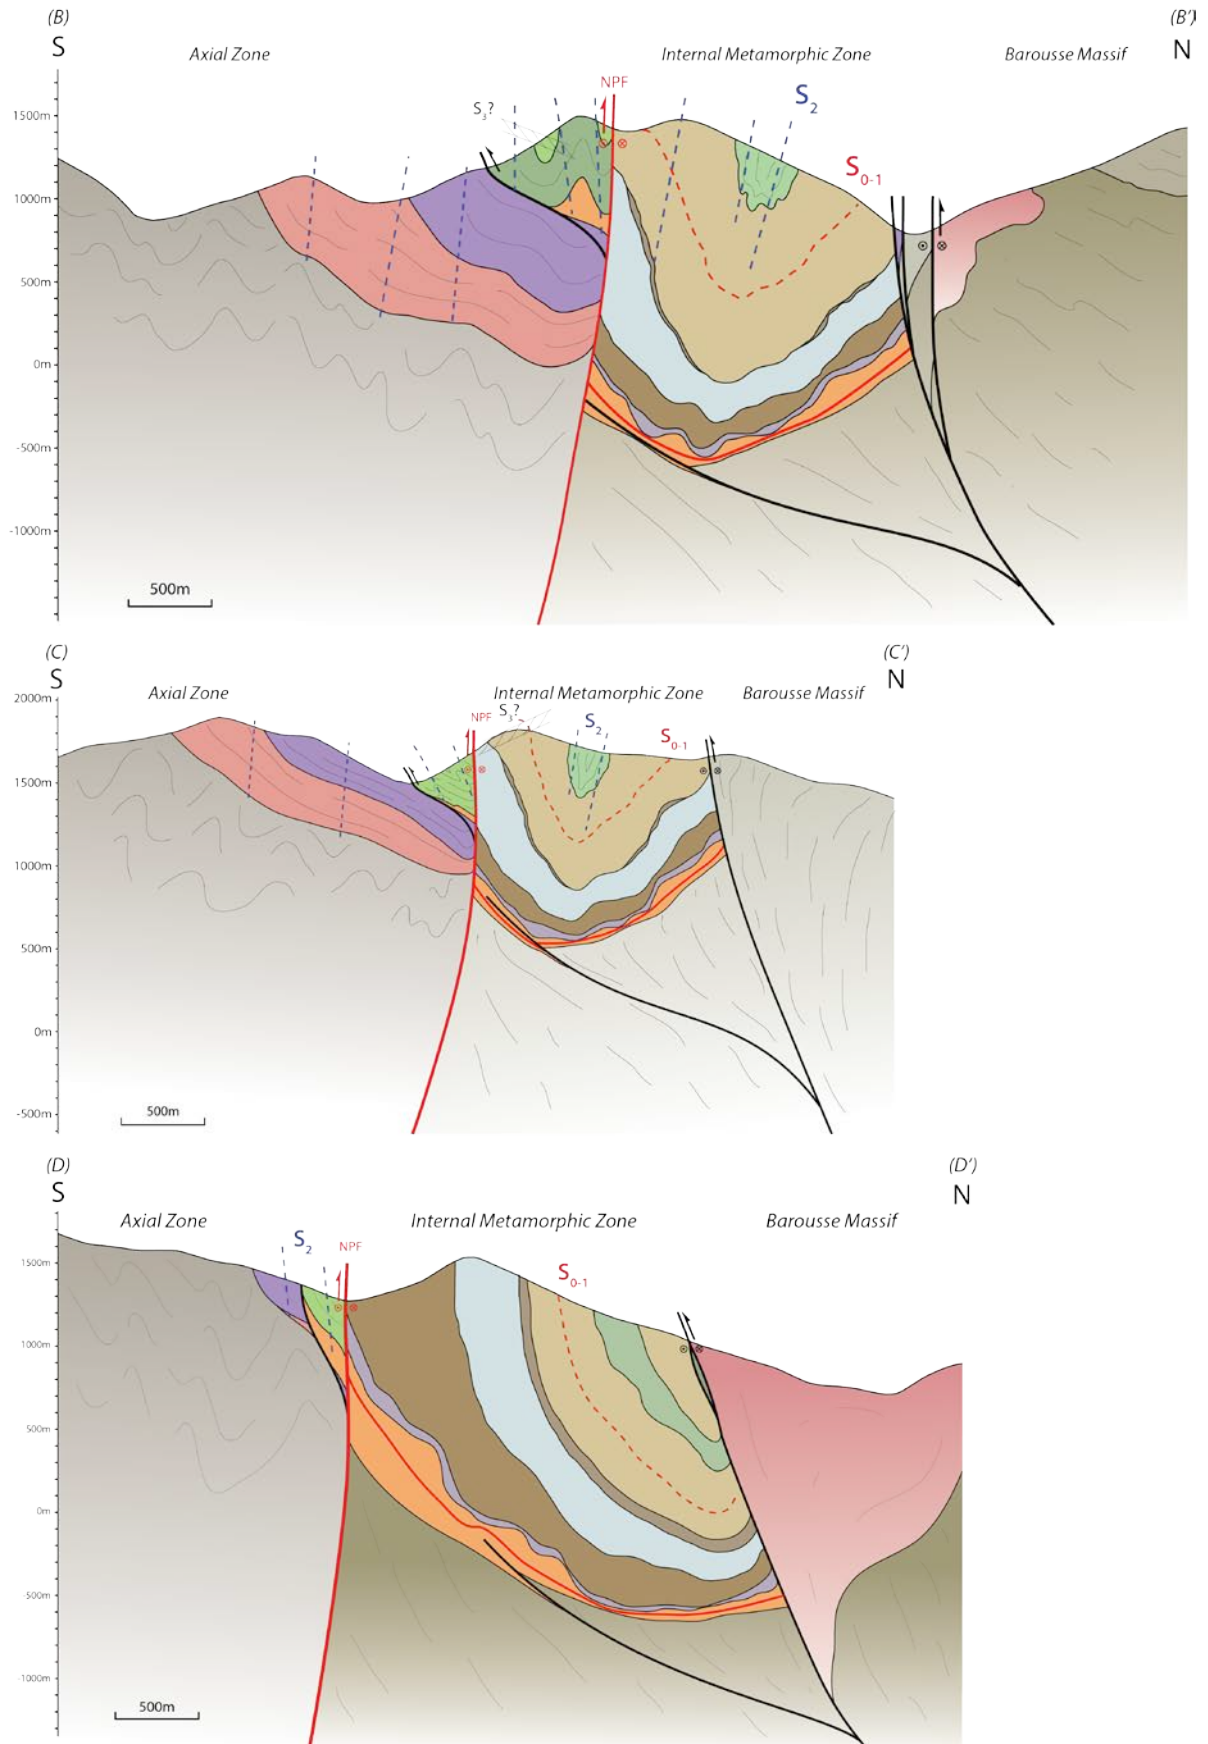 (B) (B')
S N
Axial Zone Internal Metamorphic Zone Barousse Massif
NPF
S2
S3?
1500m
S0-1
1000m
500m
0m
-500m
-1000m
500m
(C) (C')
S N
2000m
Axial Zone Internal Metamorphic Zone Barousse Massif
NPF S3? S2
S0-1
1500m
1000m
500m
0m
-500m
500m
(D) (D')
S N
Axial Zone Internal Metamorphic Zone Barousse Massif
S2 NPF
1500m
S0-1
1000m
500m
0m
-500m
-1000m
500m